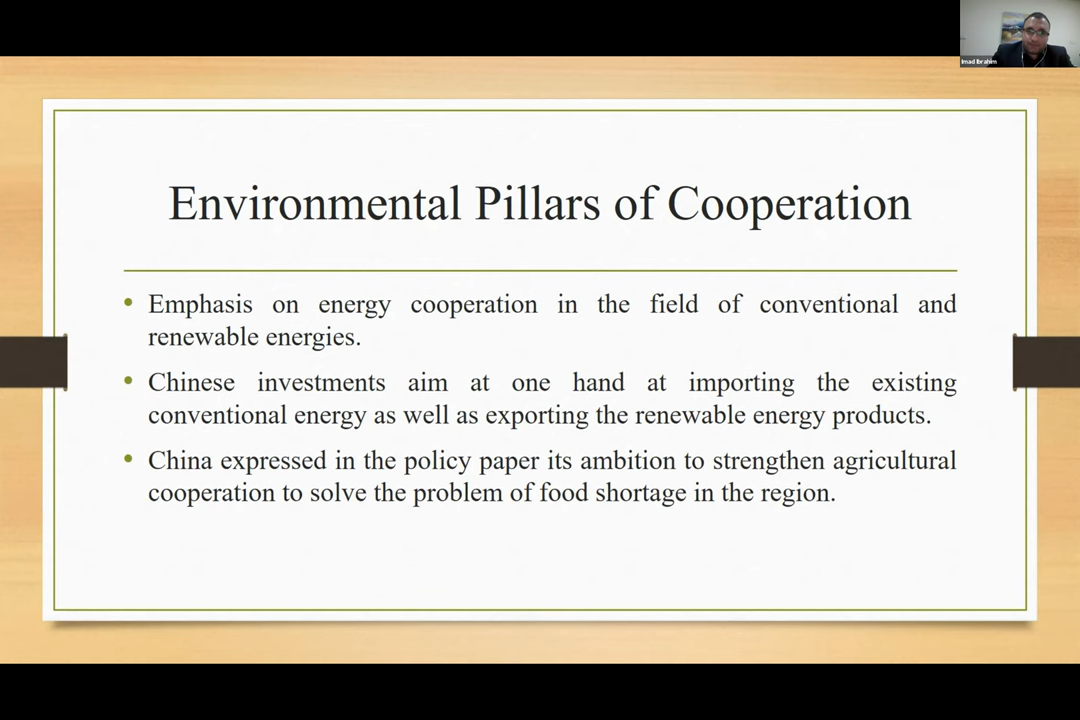 Imad Ibrahim
Environmental Pillars of Cooperation
• Emphasis on energy cooperation in the field of conventional and
renewable energies.
• Chinese investments aim at one hand at importing the existing
conventional energy as well as exporting the renewable energy products.
• China expressed in the policy paper its ambition to strengthen agricultural
cooperation to solve the problem of food shortage in the region.